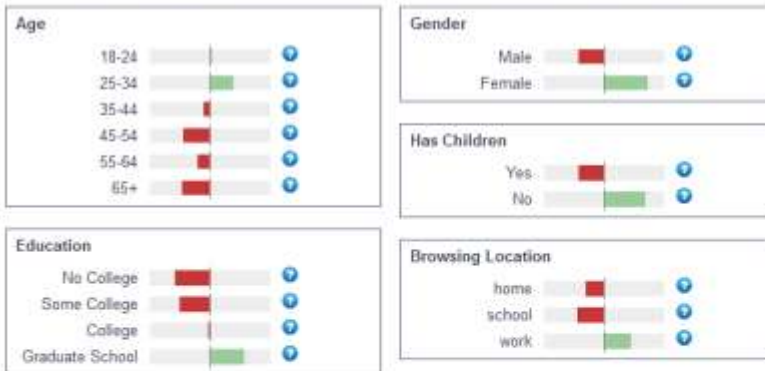 Age
18-24
25-34
35-44
45-54
55-64
65+
Education
No College
Some College
College
Graduate School
Gender
Male
Female
Has Children
Yes
No
Browsing Location
home
school
work